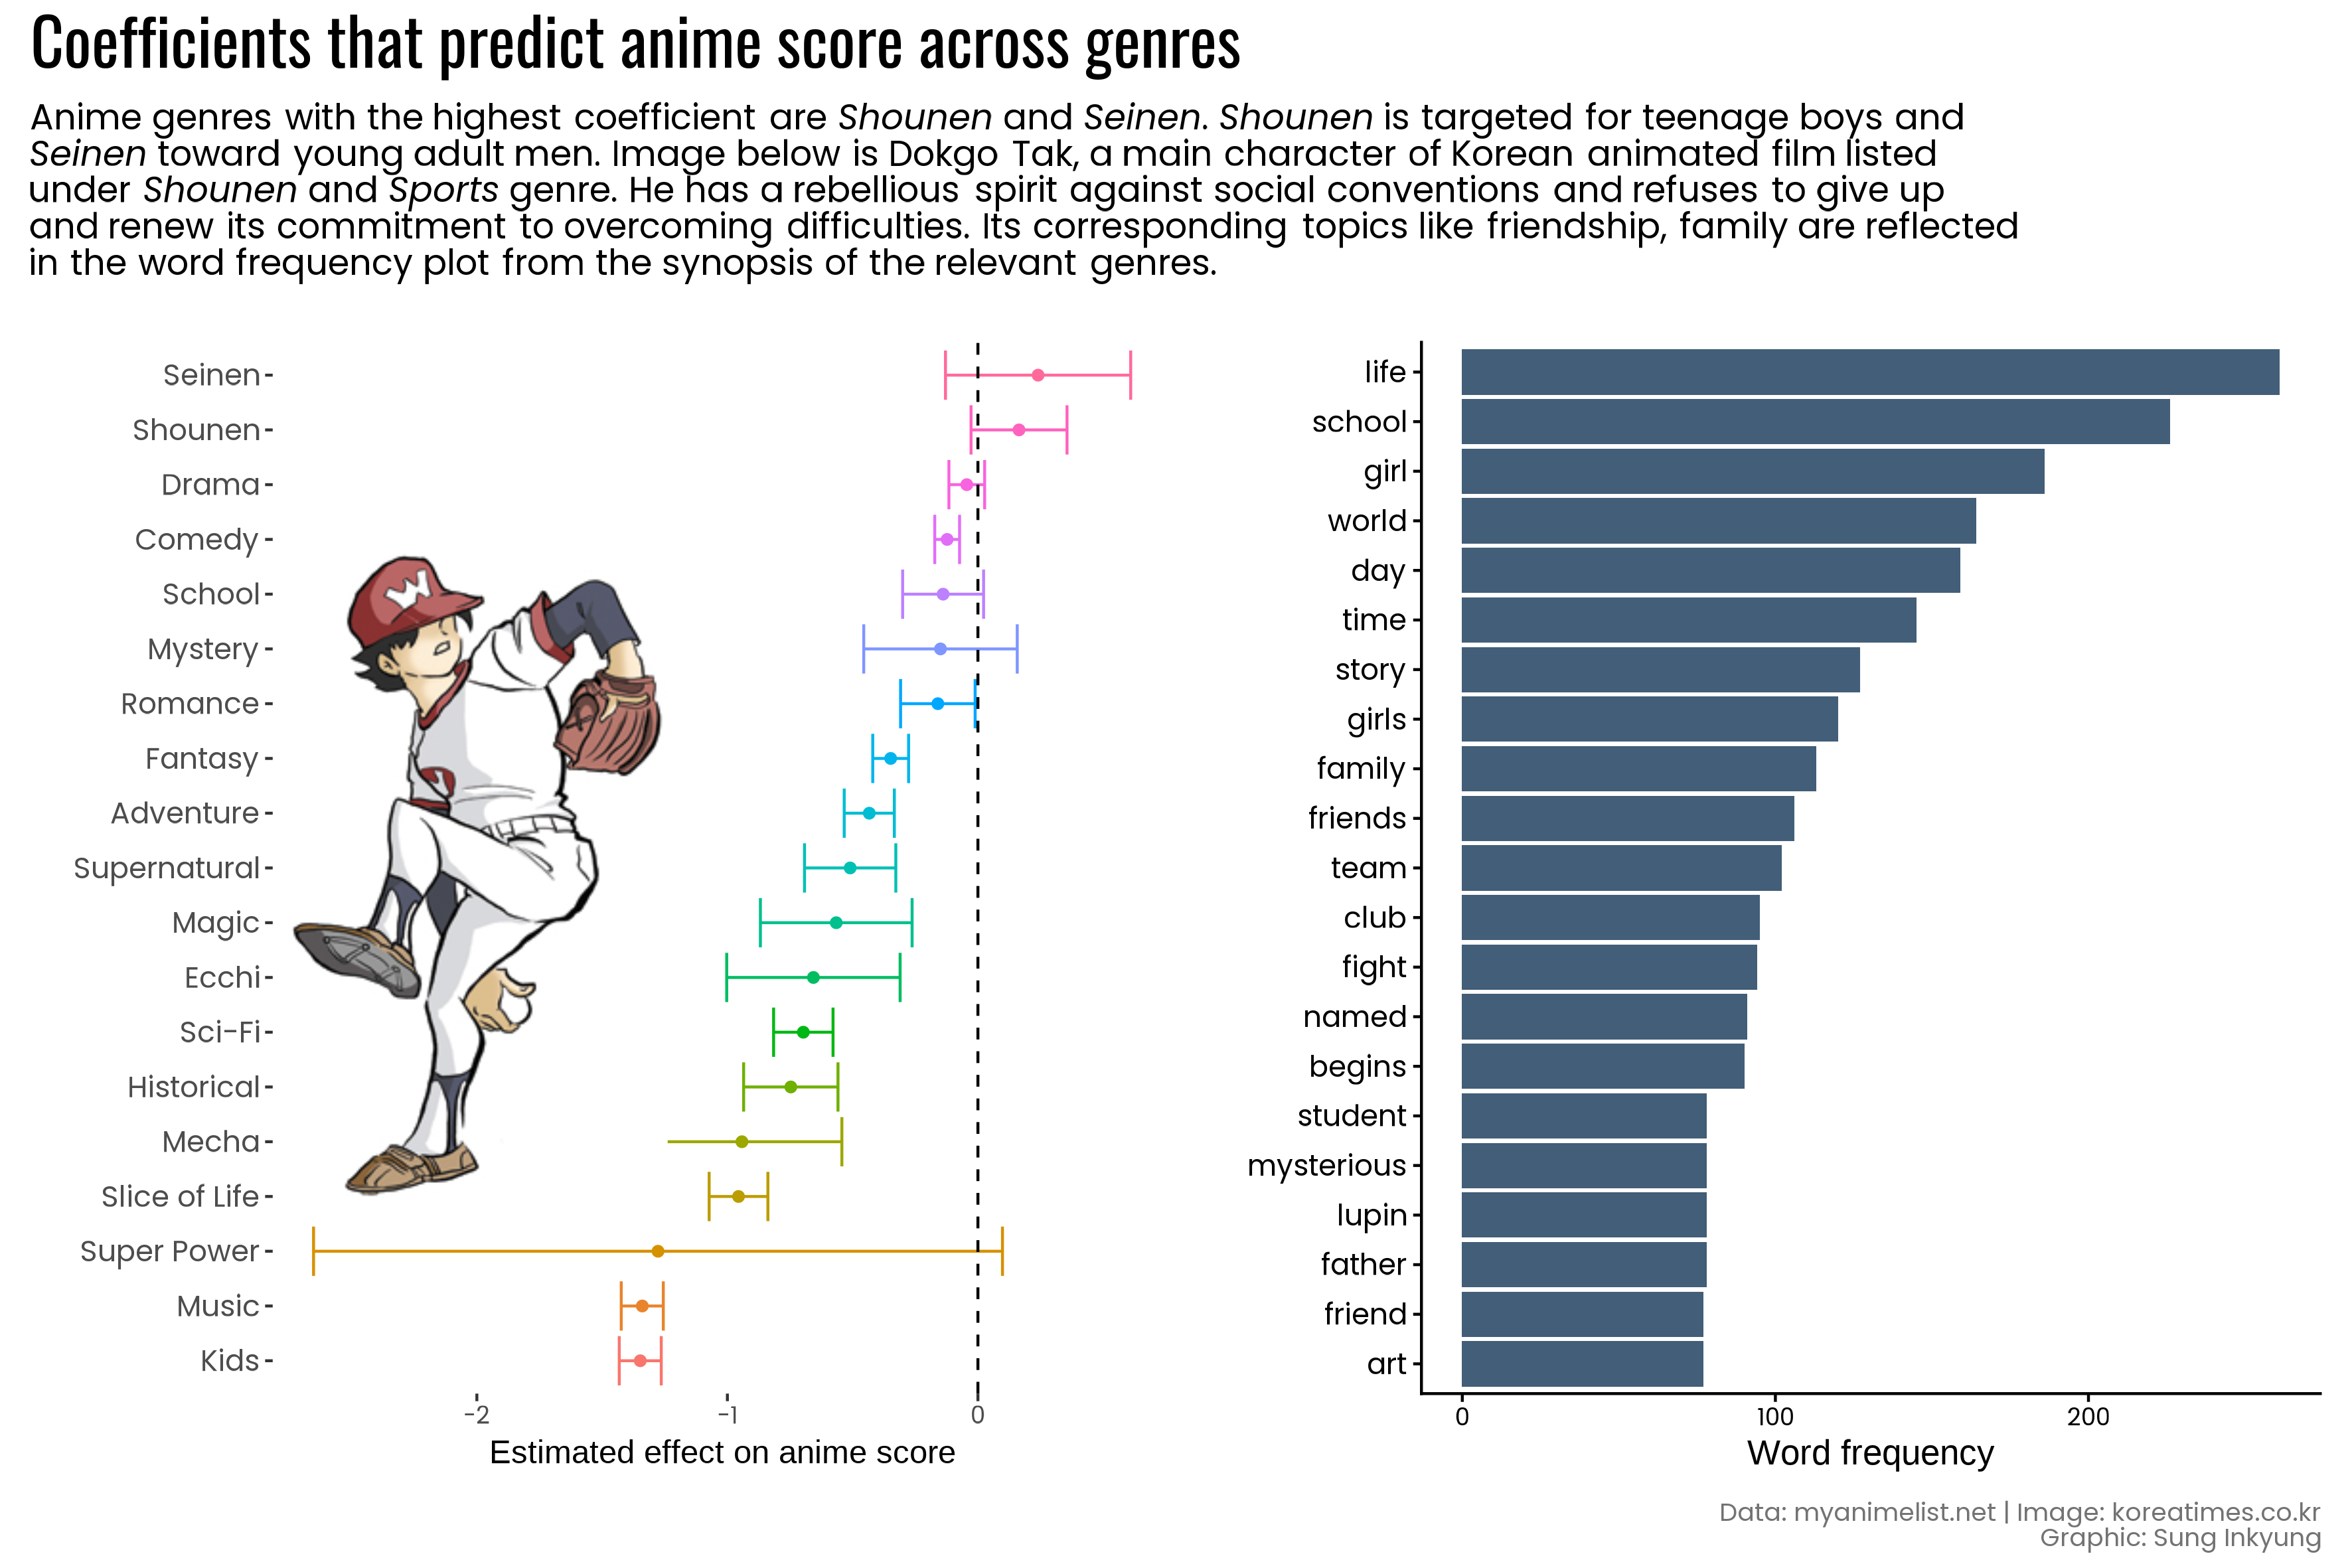 Coefficients that predict anime score across genres
Anime genres with the highest coefficient are Shounen and Seinen. Shounen is targeted for teenage boys and
Seinen toward young adult men. Image below is Dokgo Tak, a main character of Korean animated film listed
under Shounen and Sports genre. He has a rebellious spirit against social conventions and refuses to give up
and renew its commitment to overcoming difficulties. Its corresponding topics like friendship, family are reflected
in the word frequency plot from the synopsis of the relevant genres.
Seinen
Shounen
Drama
Comedy
School
Mystery
Romance
Fantasy
Adventure
Supernatural
Magic
Ecchi
Sci-Fi
Historical
Mecha
Slice of Life
Super Power
Music
Kids
-2 -1 0
Estimated effect on anime score
W
life
school
girl
world
day
time
story
girls
family
friends
team
club
fight
named
begins
student
mysterious
lupin
father
friend
art
0 100 200
Word frequency
Data: myanimelist.net | Image: koreatimes.co.kr
Graphic: Sung Inkyung